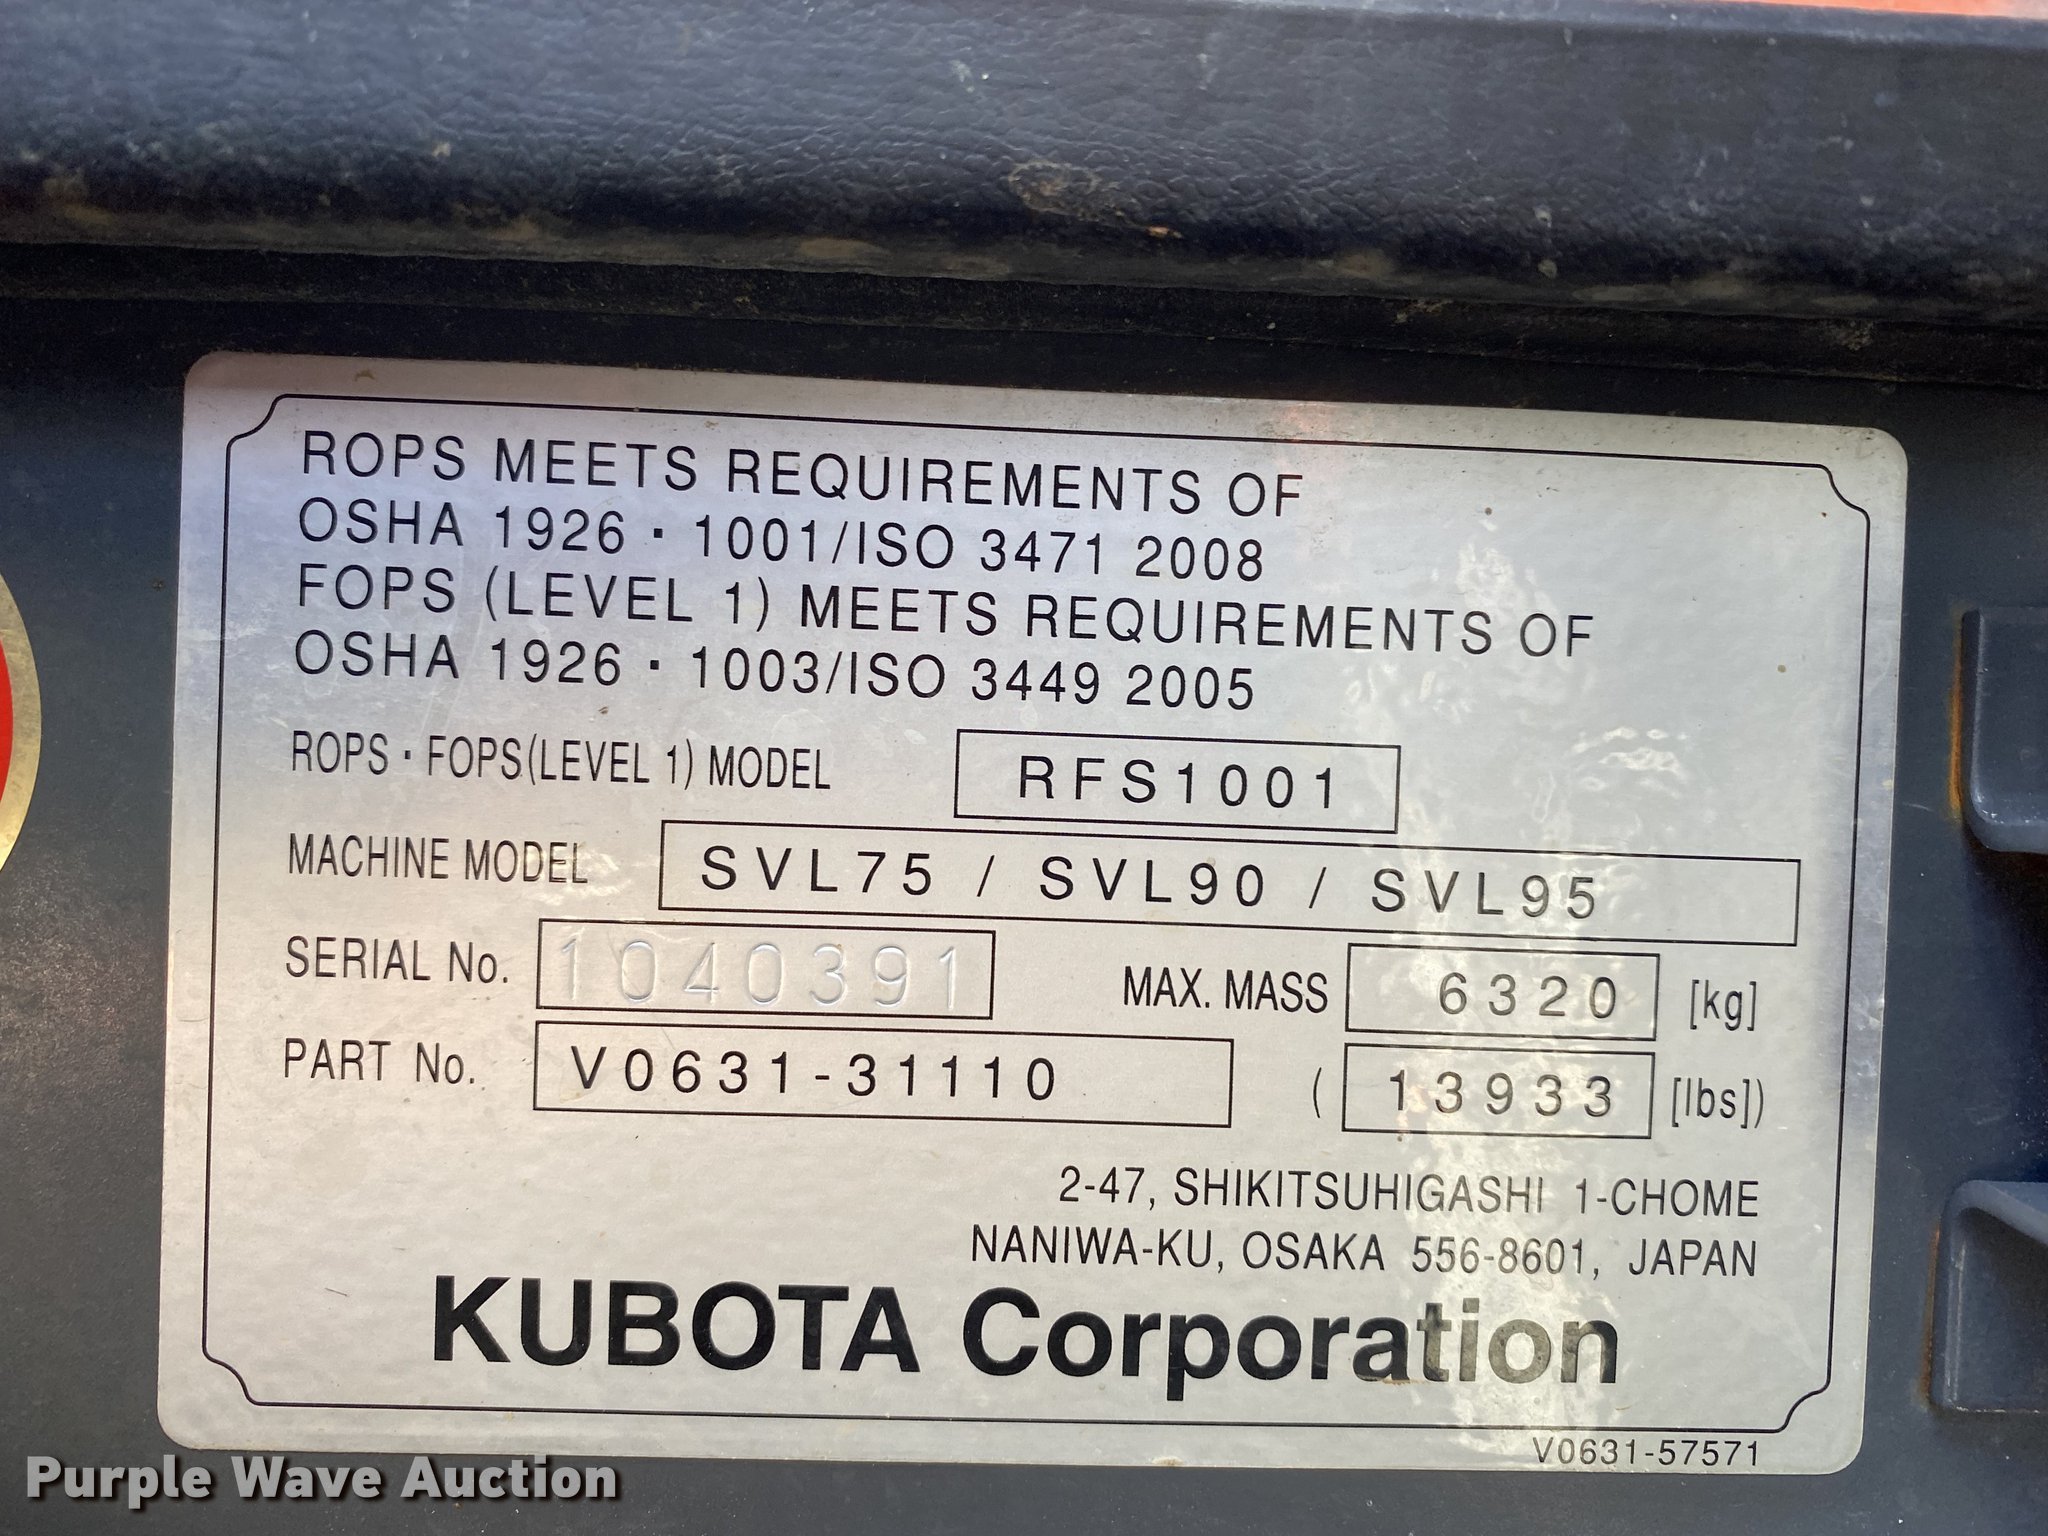 ROPS MEETS REQUIREMENTS OF
OSHA 1926 · 1001/ISO 3471 2008
FOPS (LEVEL 1) MEETS REQUIREMENTS OF
OSHA 1926 · 1003/ISO 3449 2005
ROPS · FOPS(LEVEL 1) MODEL RFS1001
MACHINE MODEL SVL75 / SVL90 / SVL95
SERIAL No. 1040391 MAX. MASS 6320 [kg]
PART No. V0631-31110 (13933 [lbs])
2-47, SHIKITSUHIGASHI 1-CHOME
NANIWA-KU, OSAKA 556-8601, JAPAN
KUBOTA Corporation
V0631-57571
Purple Wave Auction